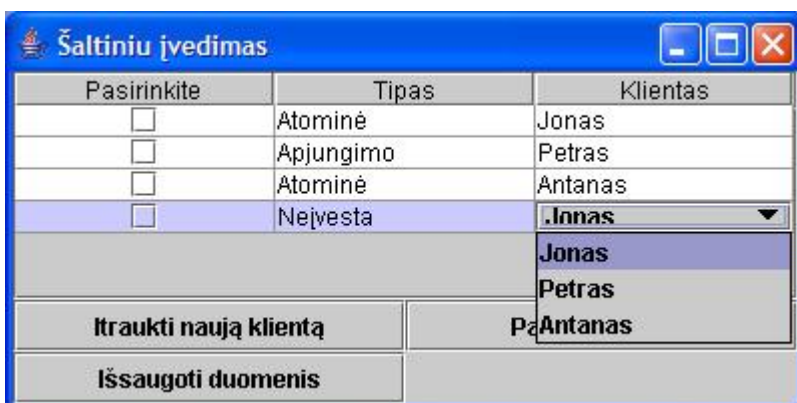 Šaltiniu įvedimas
Pasirinkite Tipas Klientas
Atominė Jonas
Apjungimo Petras
Atominė Antanas
Neįvesta Jonas
Jonas
Petras
Antanas
Itraukti naują klientą
Išsaugoti duomenis